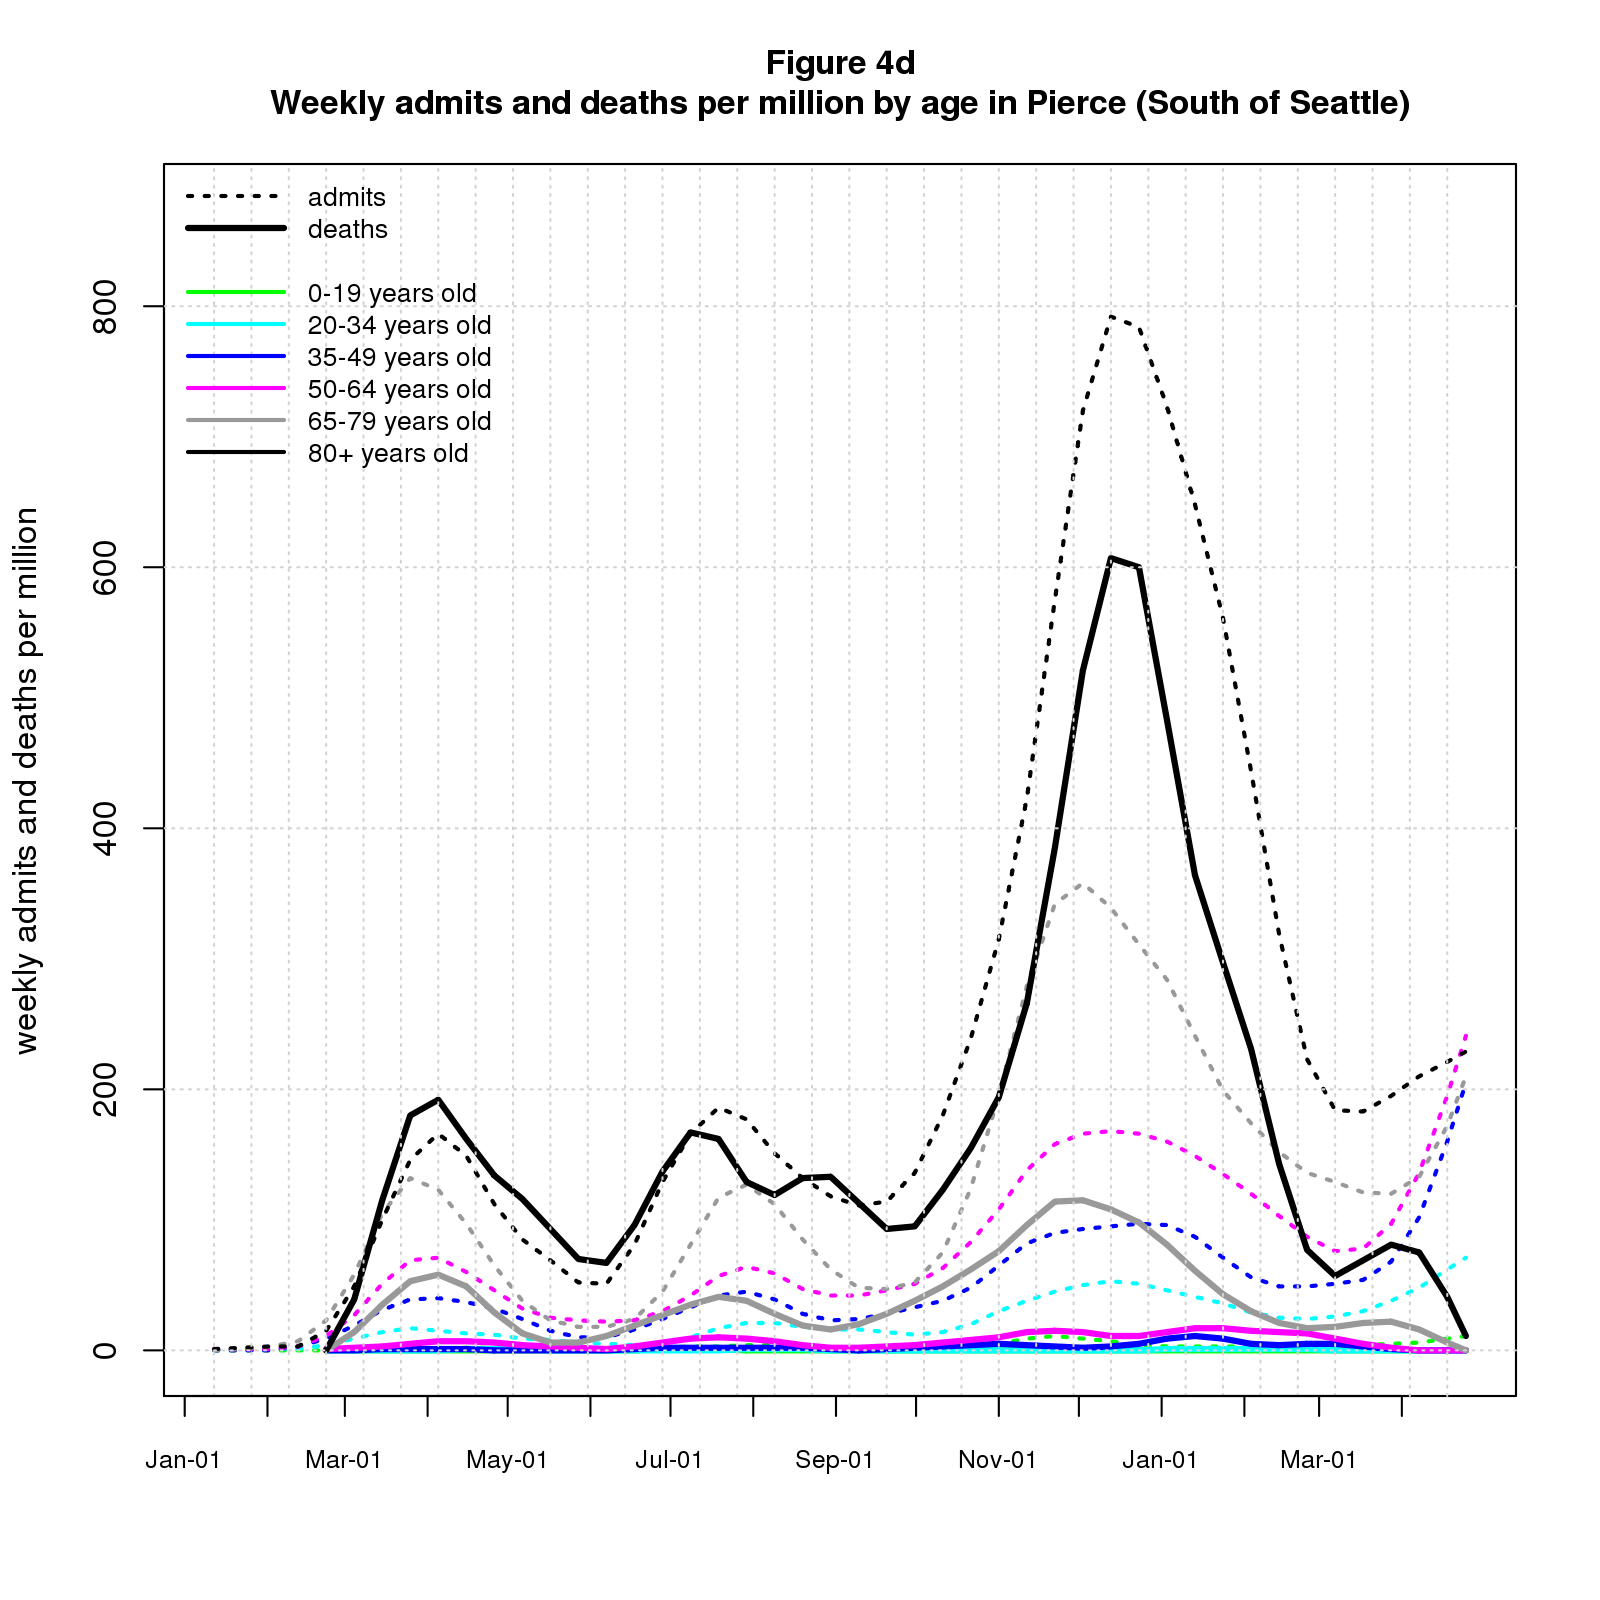 Figure 4d
Weekly admits and deaths per million by age in Pierce (South of Seattle)
admits
deaths
0-19 years old
20-34 years old
35-49 years old
50-64 years old
65-79 years old
80+ years old
weekly admits and deaths per million
800
600
400
200
0
Jan-01 Mar-01 May-01 Jul-01 Sep-01 Nov-01 Jan-01 Mar-01